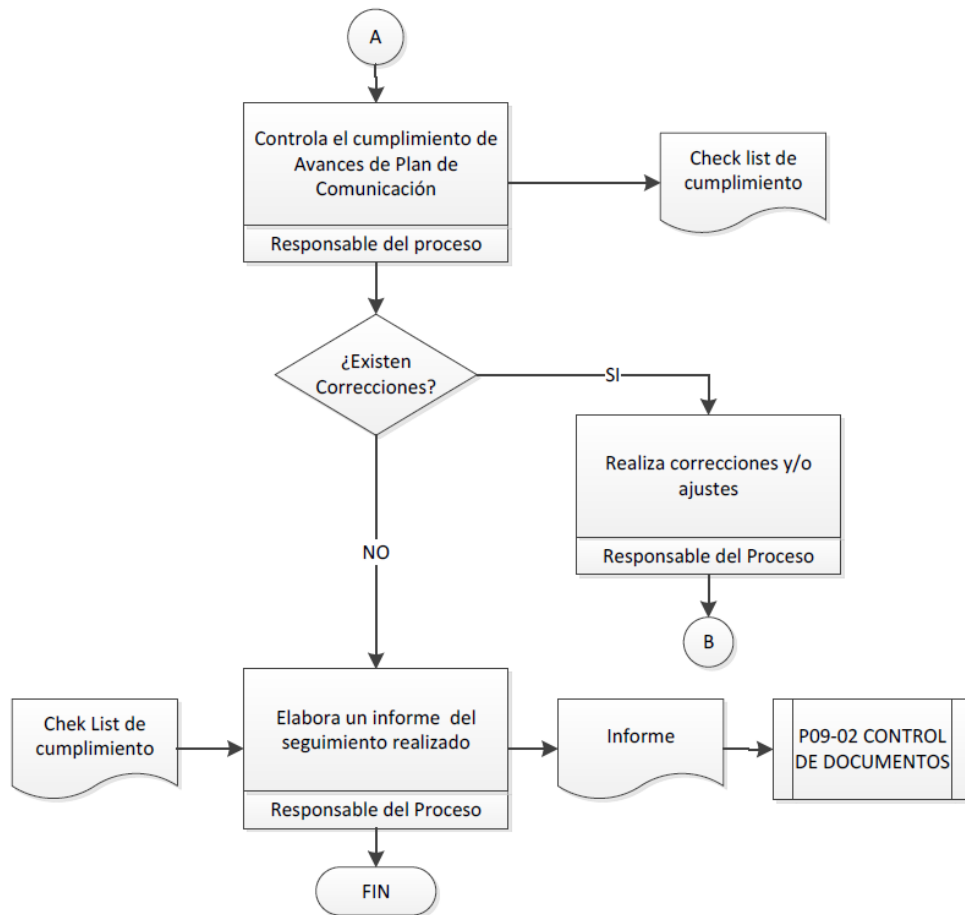 A
Controla el cumplimiento de
Avances de Plan de
Comunicación
Responsable del proceso
Check list de
cumplimiento
¿Existen
Correcciones?
SI
Realiza correcciones y/o
ajustes
Responsable del Proceso
B
NO
Chek List de
cumplimiento
Elabora un informe del
seguimiento realizado
Responsable del Proceso
Informe
P09-02 CONTROL
DE DOCUMENTOS
FIN